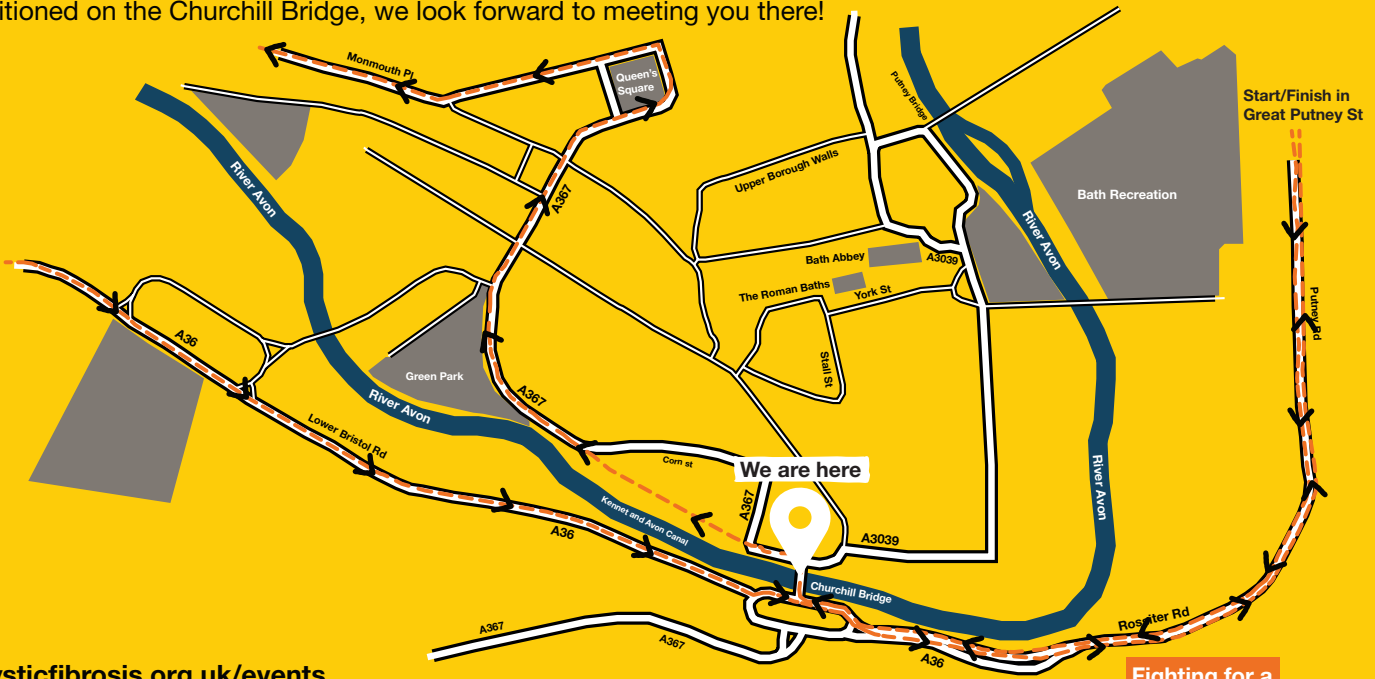 itioned on the Churchill Bridge, we look forward to meeting you there!
Monmouth Pl
Queen's
Square
Putney Bridge
Start/Finish in
Great Putney St
River Avon
A367
Upper Borough Walls
Bath Recreation
River Avon
Bath Abbey
A3039
The Roman Baths
York St
Putney Rd
A36
Stall St
Green Park
A367
River Avon
Lower Bristol Rd
Corn st
We are here
River Avon
A367
Kennet and Avon Canal
A36
A3039
Churchill Bridge
Rossiter Rd
A367
A367
A36
ysticfibrosis.org.uk/events
Fighting for a